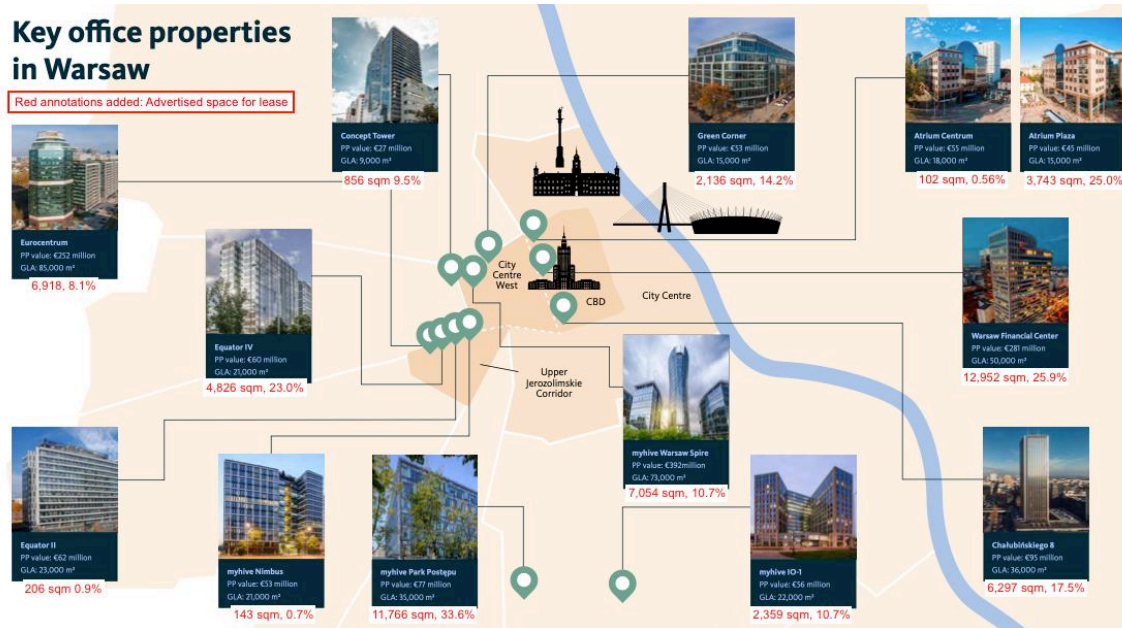 Key office properties
in Warsaw
Red annotations added: Advertised space for lease
Concept Tower
PP value: €27 million
GLA: 9,000 m²
856 sqm 9.5%
Green Corner
PP value: €53 million
GLA: 15,000 m²
2,136 sqm, 14.2%
Atrium Centrum
PP value: €55 million
GLA: 18,000 m²
102 sqm, 0.56%
Atrium Plaza
PP value: €45 million
GLA: 15,000 m²
3,743 sqm, 25.0%
Eurocentrum
PP value: €252 million
GLA: 85,000 m²
6,918, 8.1%
City
Centre
West
CBD
City Centre
Equator IV
PP value: €60 million
GLA: 21,000 m²
4,826 sqm, 23.0%
Warsaw Financial Center
PP value: €281 million
GLA: 50,000 m²
12,952 sqm, 25.9%
Upper
Jerozolimskie
Corridor
myhive Warsaw Spire
PP value: €392million
GLA: 73,000 m²
7,054 sqm, 10.7%
Equator II
PP value: €62 million
GLA: 23,000 m²
206 sqm 0.9%
myhive Nimbus
PP value: €53 million
GLA: 21,000 m²
143 sqm, 0.7%
myhive Park Postępu
PP value: €77 million
GLA: 35,000 m²
11,766 sqm, 33.6%
myhive IO-1
PP value: €56 million
GLA: 22,000 m²
2,359 sqm, 10.7%
Chałubińskiego 8
PP value: €95 million
GLA: 36,000 m²
6,297 sqm, 17.5%